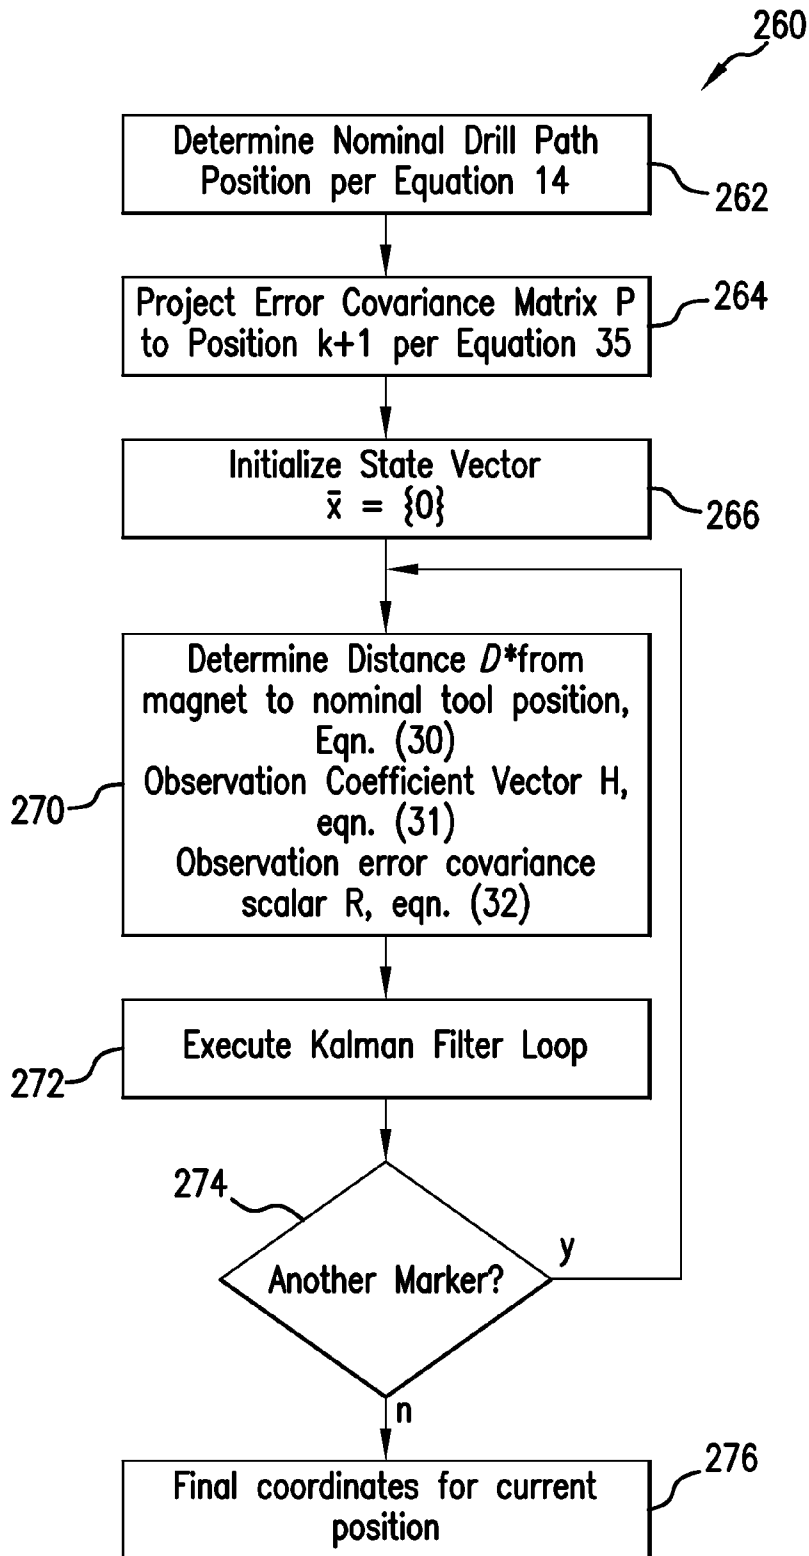 260
Determine Nominal Drill Path
Position per Equation 14
262
Project Error Covariance Matrix P
to Position k+1 per Equation 35
264
Initialize State Vector
x̄ = {0}
266
Determine Distance D*from
magnet to nominal tool position,
Eqn. (30)
Observation Coefficient Vector H,
eqn. (31)
Observation error covariance
scalar R, eqn. (32)
270
Execute Kalman Filter Loop
272
274
Another Marker?
y
n
Final coordinates for current
position
276